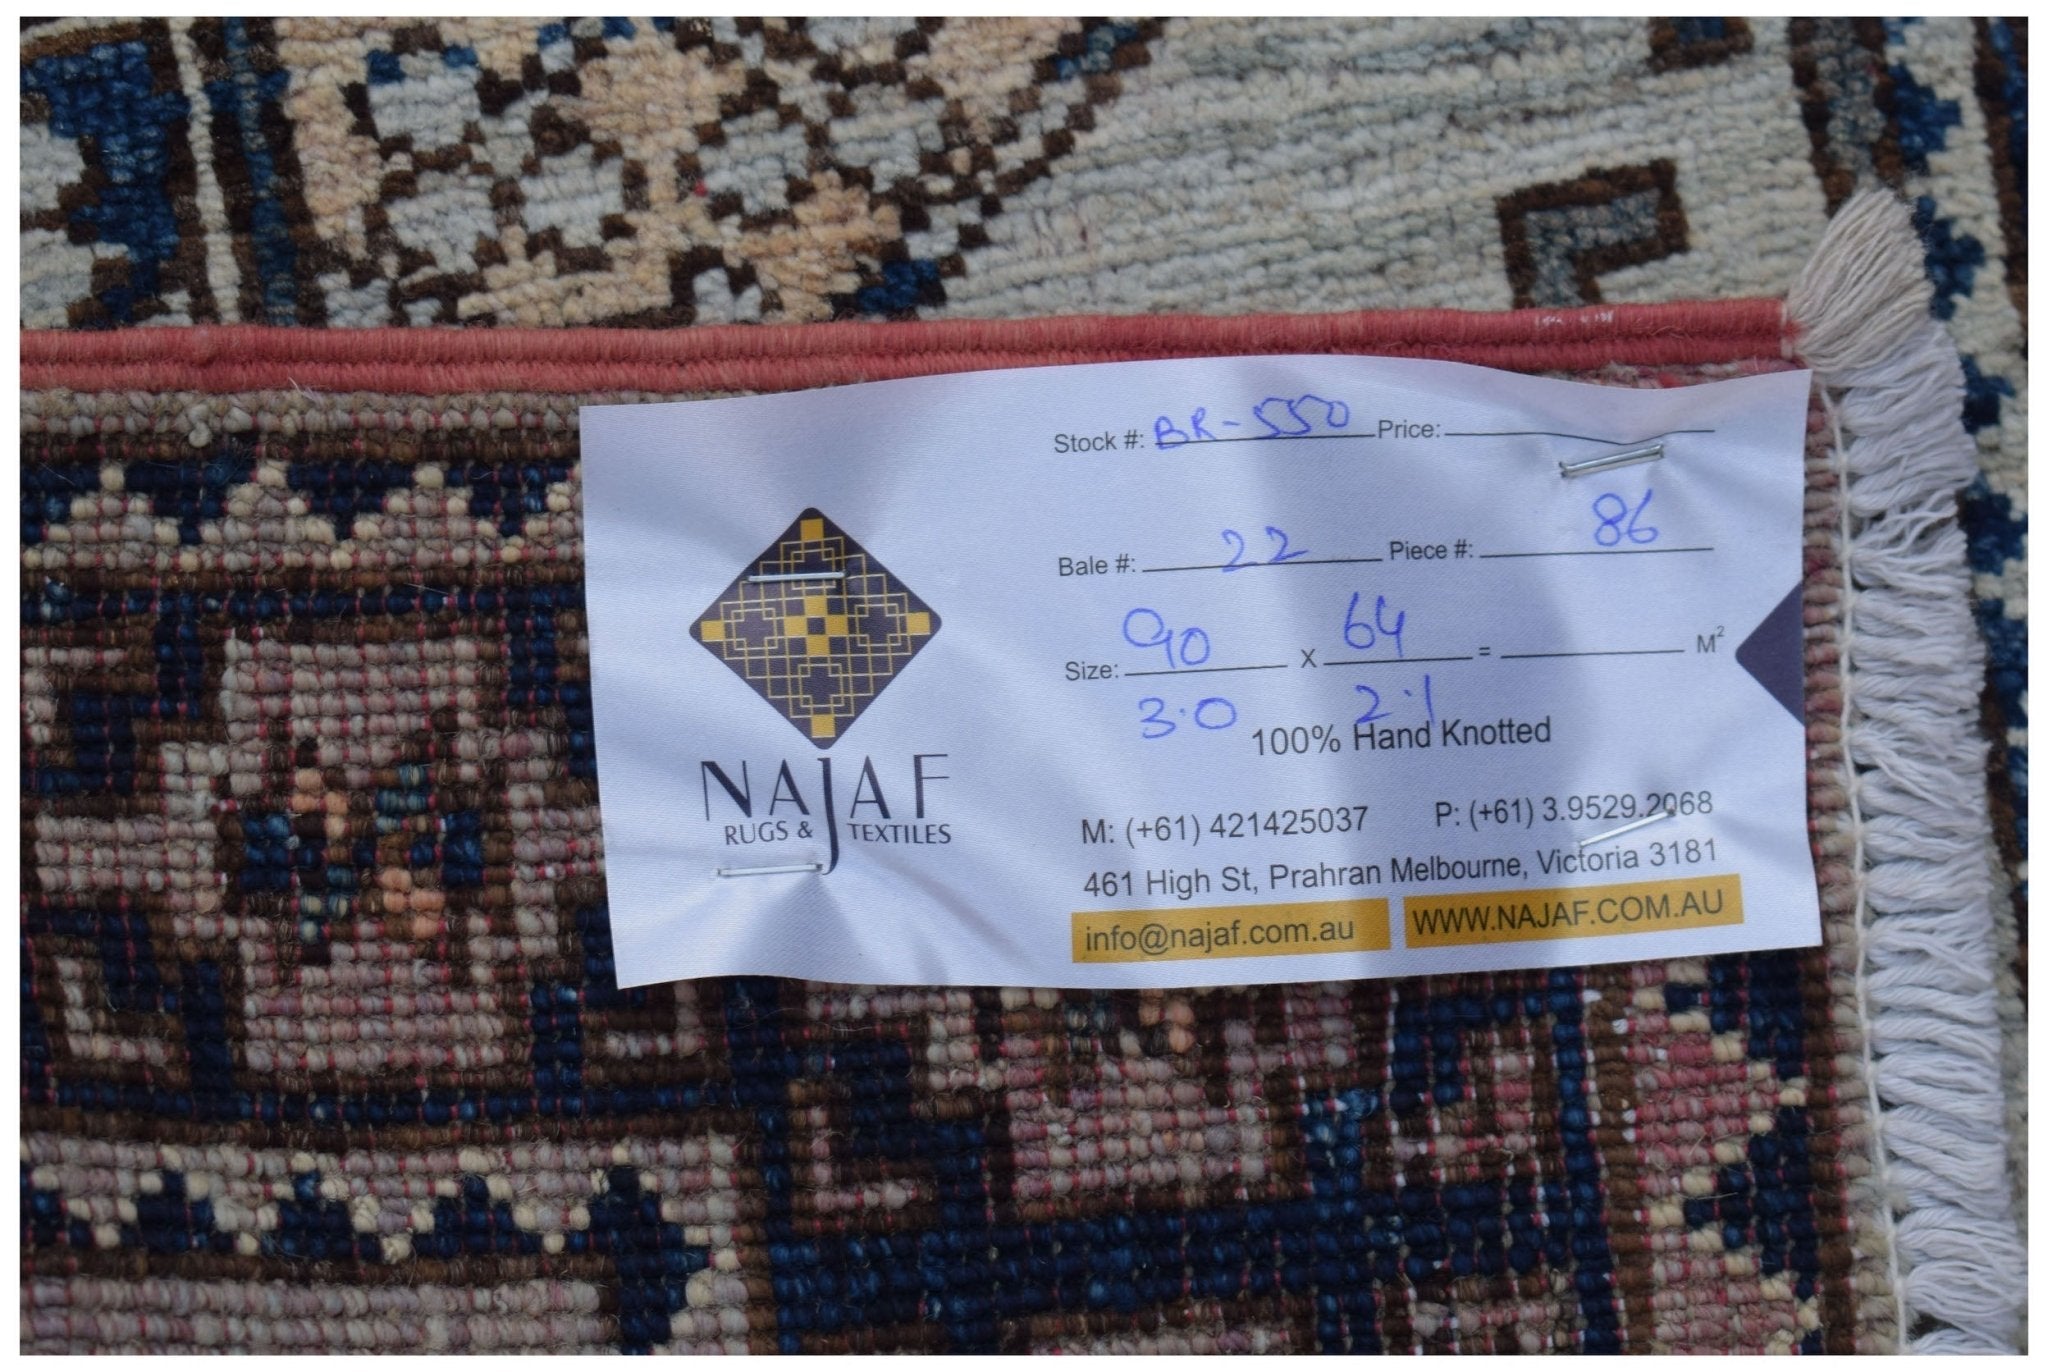 Stock #: BR-550 Price:
Bale #: 22 Piece #: 86
Size: 90 x 64 = M²
3.0 2.1
100% Hand Knotted
NAJAF
RUGS & TEXTILES
M: (+61) 421425037 P: (+61) 3.9529.2068
461 High St, Prahran Melbourne, Victoria 3181
info@najaf.com.au WWW.NAJAF.COM.AU